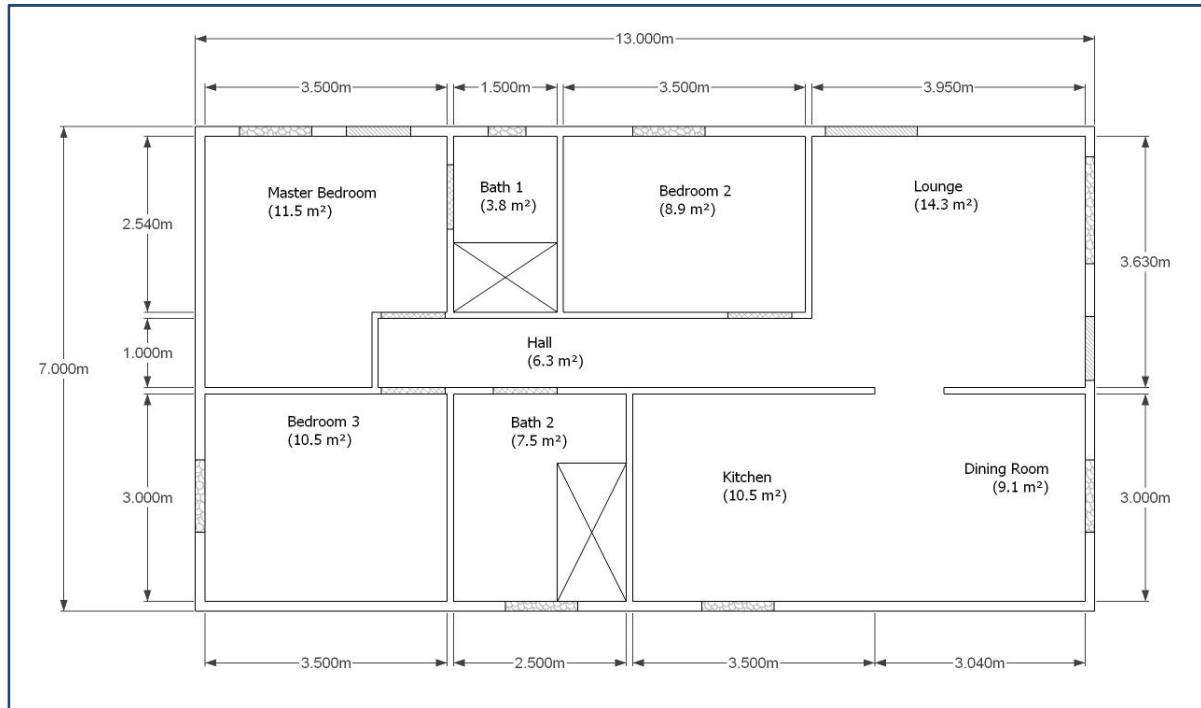 13.000m
3.500m
1.500m
3.500m
3.950m
Master Bedroom
(11.5 m²)
Bath 1
(3.8 m²)
Bedroom 2
(8.9 m²)
Lounge
(14.3 m²)
2.540m
3.630m
1.000m
7.000m
Hall
(6.3 m²)
Bedroom 3
(10.5 m²)
Bath 2
(7.5 m²)
Kitchen
(10.5 m²)
Dining Room
(9.1 m²)
3.000m
3.000m
3.500m
2.500m
3.500m
3.040m